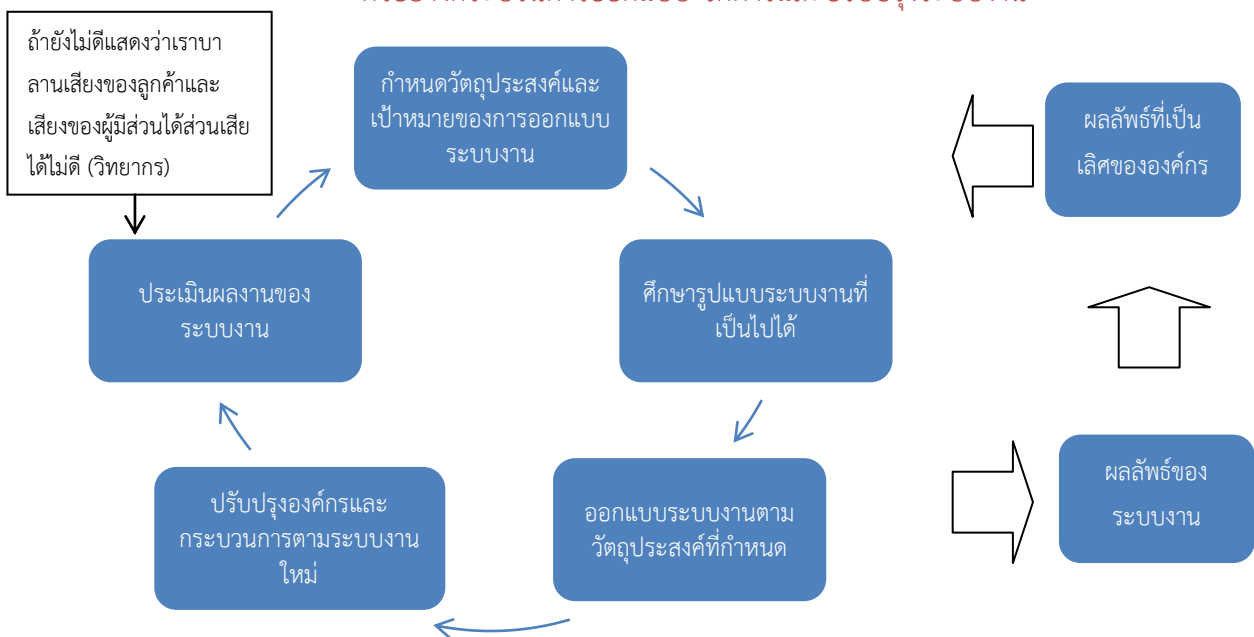 ถ้ายังไม่ดีแสดงว่าเราบา
ลานเสียงของลูกค้าและ
เสียงของผู้มีส่วนได้ส่วนเสีย
ได้ไม่ดี (วิทยากร)
กำหนดวัตถุประสงค์และ
เป้าหมายของการออกแบบ
ระบบงาน
ผลลัพธ์ที่เป็น
เลิศขององค์กร
ประเมินผลงานของ
ระบบงาน
ศึกษารูปแบบระบบงานที่
เป็นไปได้
ปรับปรุงองค์กรและ
กระบวนการตามระบบงาน
ใหม่
ออกแบบระบบงานตาม
วัตถุประสงค์ที่กำหนด
ผลลัพธ์ของ
ระบบงาน